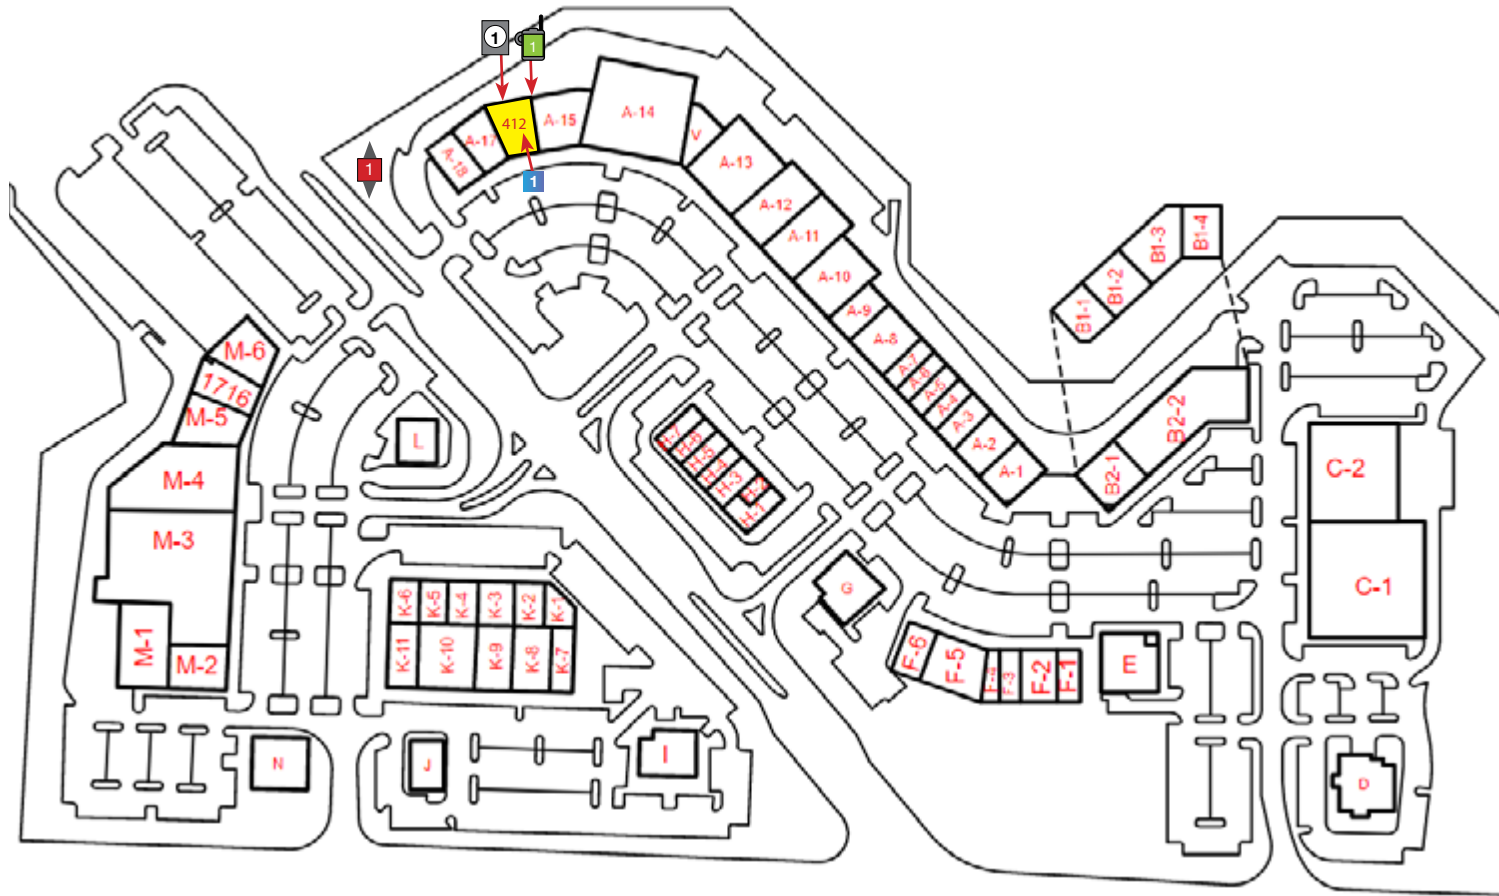 1
1
A-14
412
A-15
A-17
V
A-18
A-13
1
1
A-12
A-11
B1-4
B1-3
A-10
B1-2
A-9
B1-1
A-8
M-6
A-7
A-6
1716
A-5
A-4
M-5
A-3
B2-2
L
A-2
H-7
H-6
H-5
H-4
H-3
H-2
H-1
A-1
B2-1
C-2
M-4
M-3
G
C-1
K-6
K-5
K-4
K-3
K-2
K-1
M-1
K-11
K-10
K-9
K-8
K-7
F-6
F-5
F-4
F-3
F-2
F-1
E
M-2
N
J
I
D